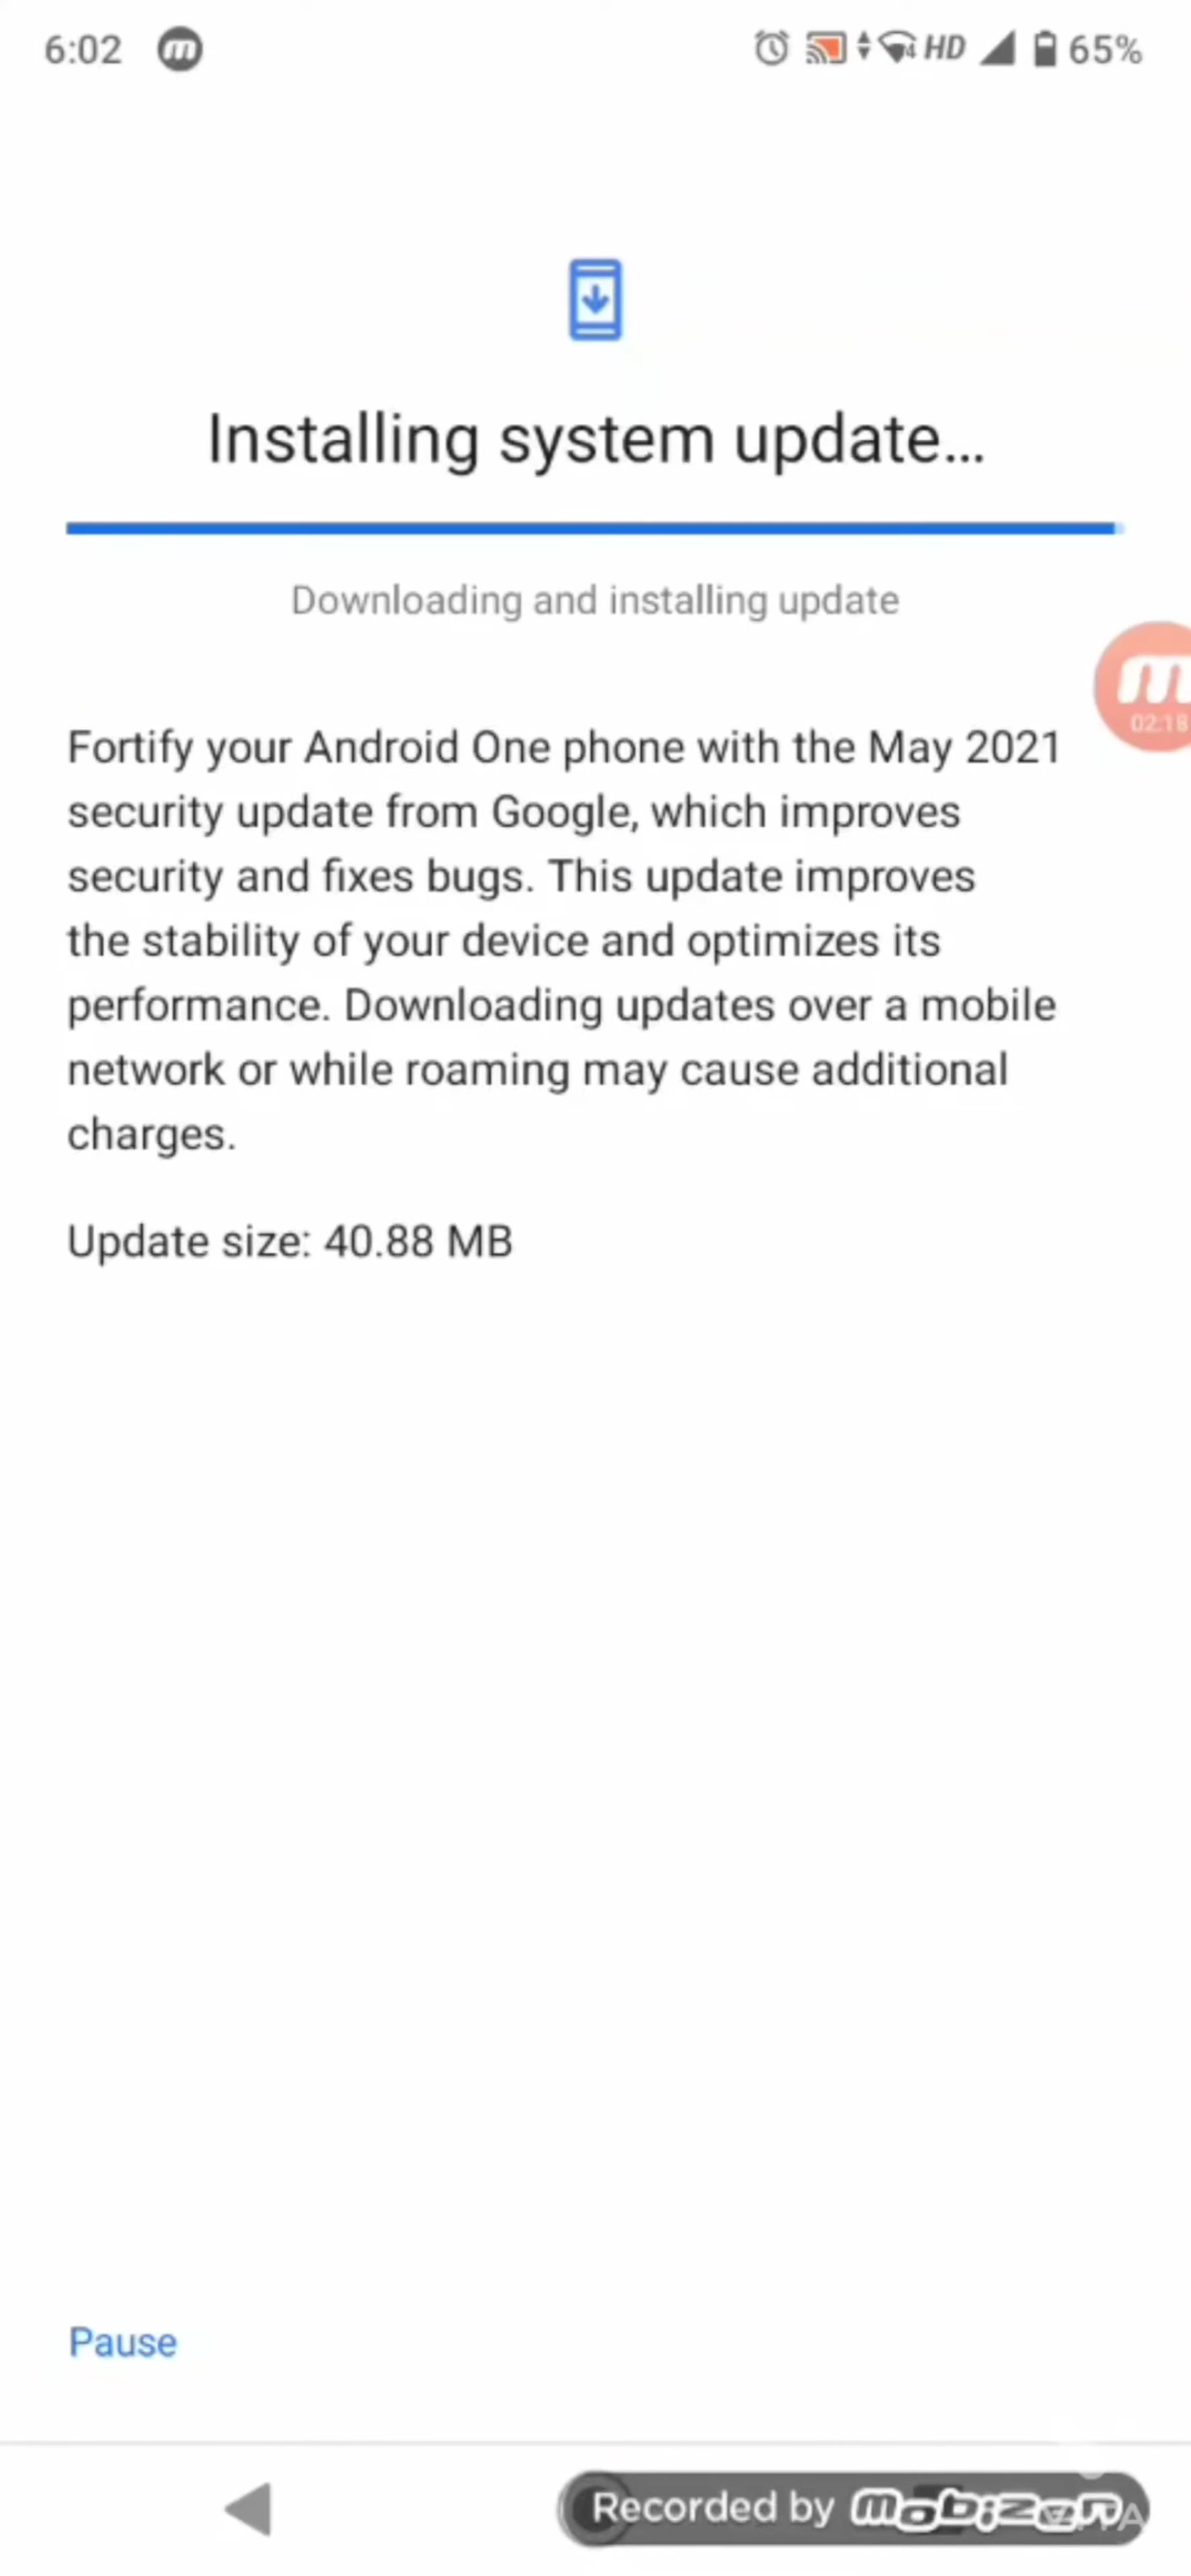 6:02 m HD 65%
Installing system update...
Downloading and installing update
m
02:18
Fortify your Android One phone with the May 2021
security update from Google, which improves
security and fixes bugs. This update improves
the stability of your device and optimizes its
performance. Downloading updates over a mobile
network or while roaming may cause additional
charges.
Update size: 40.88 MB
Pause
Recorded by mobizen